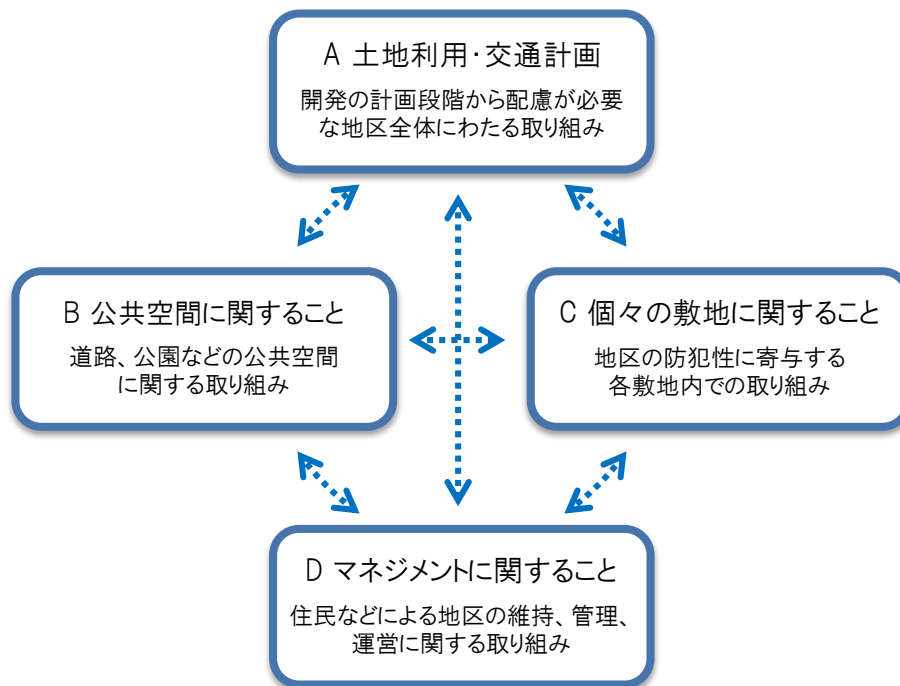 A 土地利用・交通計画
開発の計画段階から配慮が必要
な地区全体にわたる取り組み
B 公共空間に関すること
道路、公園などの公共空間
に関する取り組み
C 個々の敷地に関すること
地区の防犯性に寄与する
各敷地内での取り組み
D マネジメントに関すること
住民などによる地区の維持、管理、
運営に関する取り組み